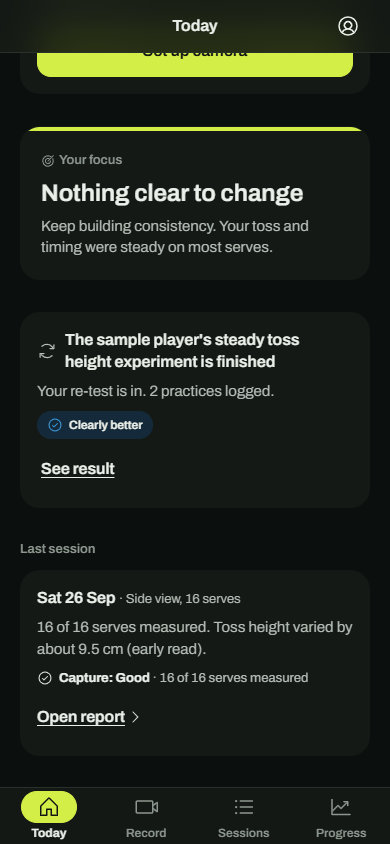 Today
Set up camera
Your focus
Nothing clear to change
Keep building consistency. Your toss and
timing were steady on most serves.
The sample player's steady toss
height experiment is finished
Your re-test is in. 2 practices logged.
Clearly better
See result
Last session
Sat 26 Sep · Side view, 16 serves
16 of 16 serves measured. Toss height varied by
about 9.5 cm (early read).
Capture: Good · 16 of 16 serves measured
Open report
Today
Record
Sessions
Progress